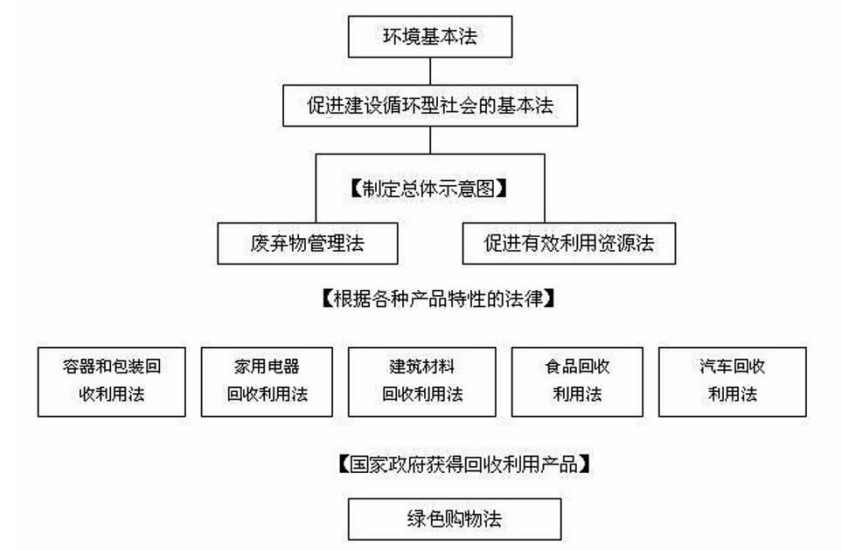 环境基本法
促进建设循环型社会的基本法
【制定总体示意图】
废弃物管理法
促进有效利用资源法
【根据各种产品特性的法律】
容器和包装回
收利用法
家用电器
回收利用法
建筑材料
回收利用法
食品回收
利用法
汽车回收
利用法
【国家政府获得回收利用产品】
绿色购物法